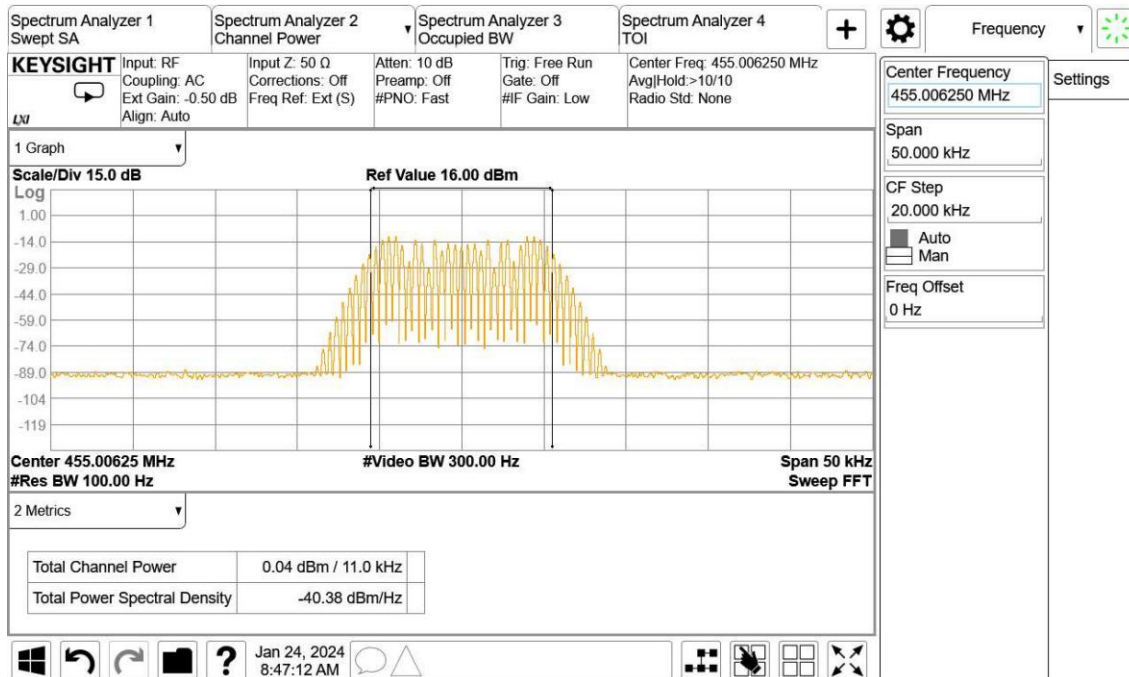 Spectrum Analyzer 1
Swept SA
Spectrum Analyzer 2
Channel Power
Spectrum Analyzer 3
Occupied BW
Spectrum Analyzer 4
TOI
+
Frequency
KEYSIGHT
LXI
Input: RF
Coupling: AC
Ext Gain: -0.50 dB
Align: Auto
Input Z: 50 Ω
Corrections: Off
Freq Ref: Ext (S)
Atten: 10 dB
Preamp: Off
#PNO: Fast
Trig: Free Run
Gate: Off
#IF Gain: Low
Center Freq: 455.006250 MHz
Avg|Hold:>10/10
Radio Std: None
Center Frequency
455.006250 MHz
Settings
Span
50.000 kHz
CF Step
20.000 kHz
Auto
Man
Freq Offset
0 Hz
1 Graph
Scale/Div 15.0 dB
Ref Value 16.00 dBm
Log
1.00
-14.0
-29.0
-44.0
-59.0
-74.0
-89.0
-104
-119
Center 455.00625 MHz
#Video BW 300.00 Hz
Span 50 kHz
#Res BW 100.00 Hz
Sweep FFT
2 Metrics
Total Channel Power 0.04 dBm / 11.0 kHz
Total Power Spectral Density -40.38 dBm/Hz
?
Jan 24, 2024
8:47:12 AM